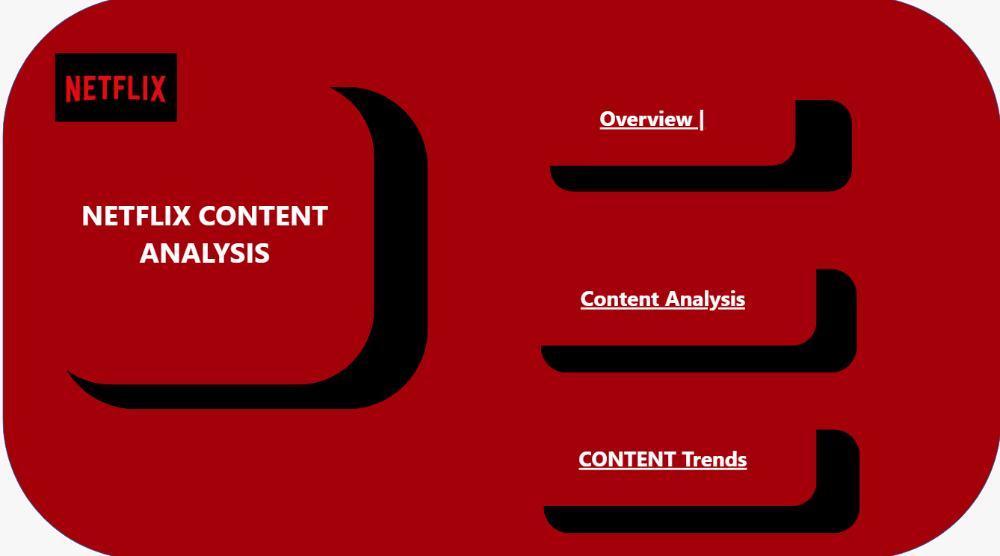 NETFLIX
NETFLIX CONTENT
ANALYSIS
Overview |
Content Analysis
CONTENT Trends